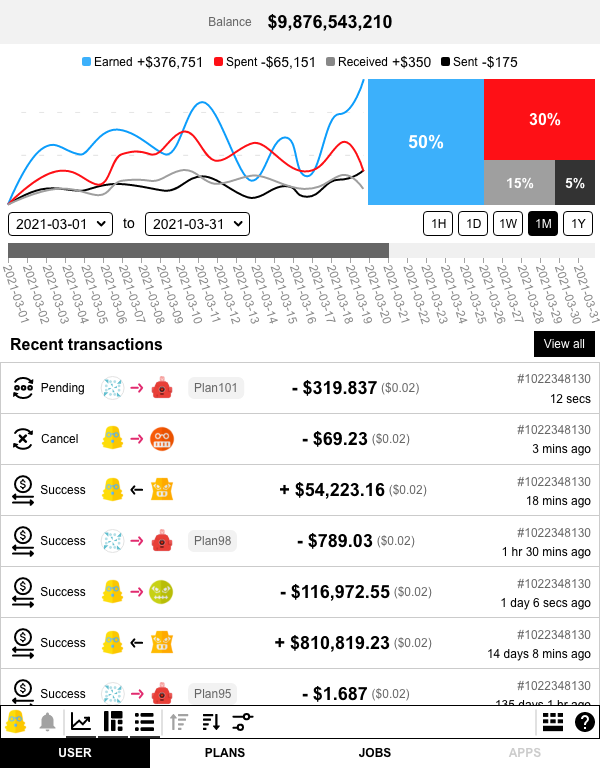 Balance $9,876,543,210
Earned +$376,751 Spent -$65,151 Received +$350 Sent -$175
50%
30%
15%
5%
2021-03-01 to 2021-03-31 1H 1D 1W 1M 1Y
2021-03-01 2021-03-02 2021-03-03 2021-03-04 2021-03-05 2021-03-06 2021-03-07 2021-03-08 2021-03-09 2021-03-10 2021-03-11 2021-03-12 2021-03-13 2021-03-14 2021-03-15 2021-03-16 2021-03-17 2021-03-18 2021-03-19 2021-03-20 2021-03-21 2021-03-22 2021-03-23 2021-03-24 2021-03-25 2021-03-26 2021-03-27 2021-03-28 2021-03-29 2021-03-30 2021-03-31
Recent transactions View all
Pending Plan101 - $319.837 ($0.02) #1022348130
12 secs
Cancel - $69.23 ($0.02) #1022348130
3 mins ago
Success + $54,223.16 ($0.02) #1022348130
18 mins ago
Success Plan98 - $789.03 ($0.02) #1022348130
1 hr 30 mins ago
Success - $116,972.55 ($0.02) #1022348130
1 day 6 secs ago
Success + $810,819.23 ($0.02) #1022348130
14 days 8 mins ago
Success Plan95 - $1.687 ($0.02) #1022348130
135 days 1 hr ago
USER PLANS JOBS APPS